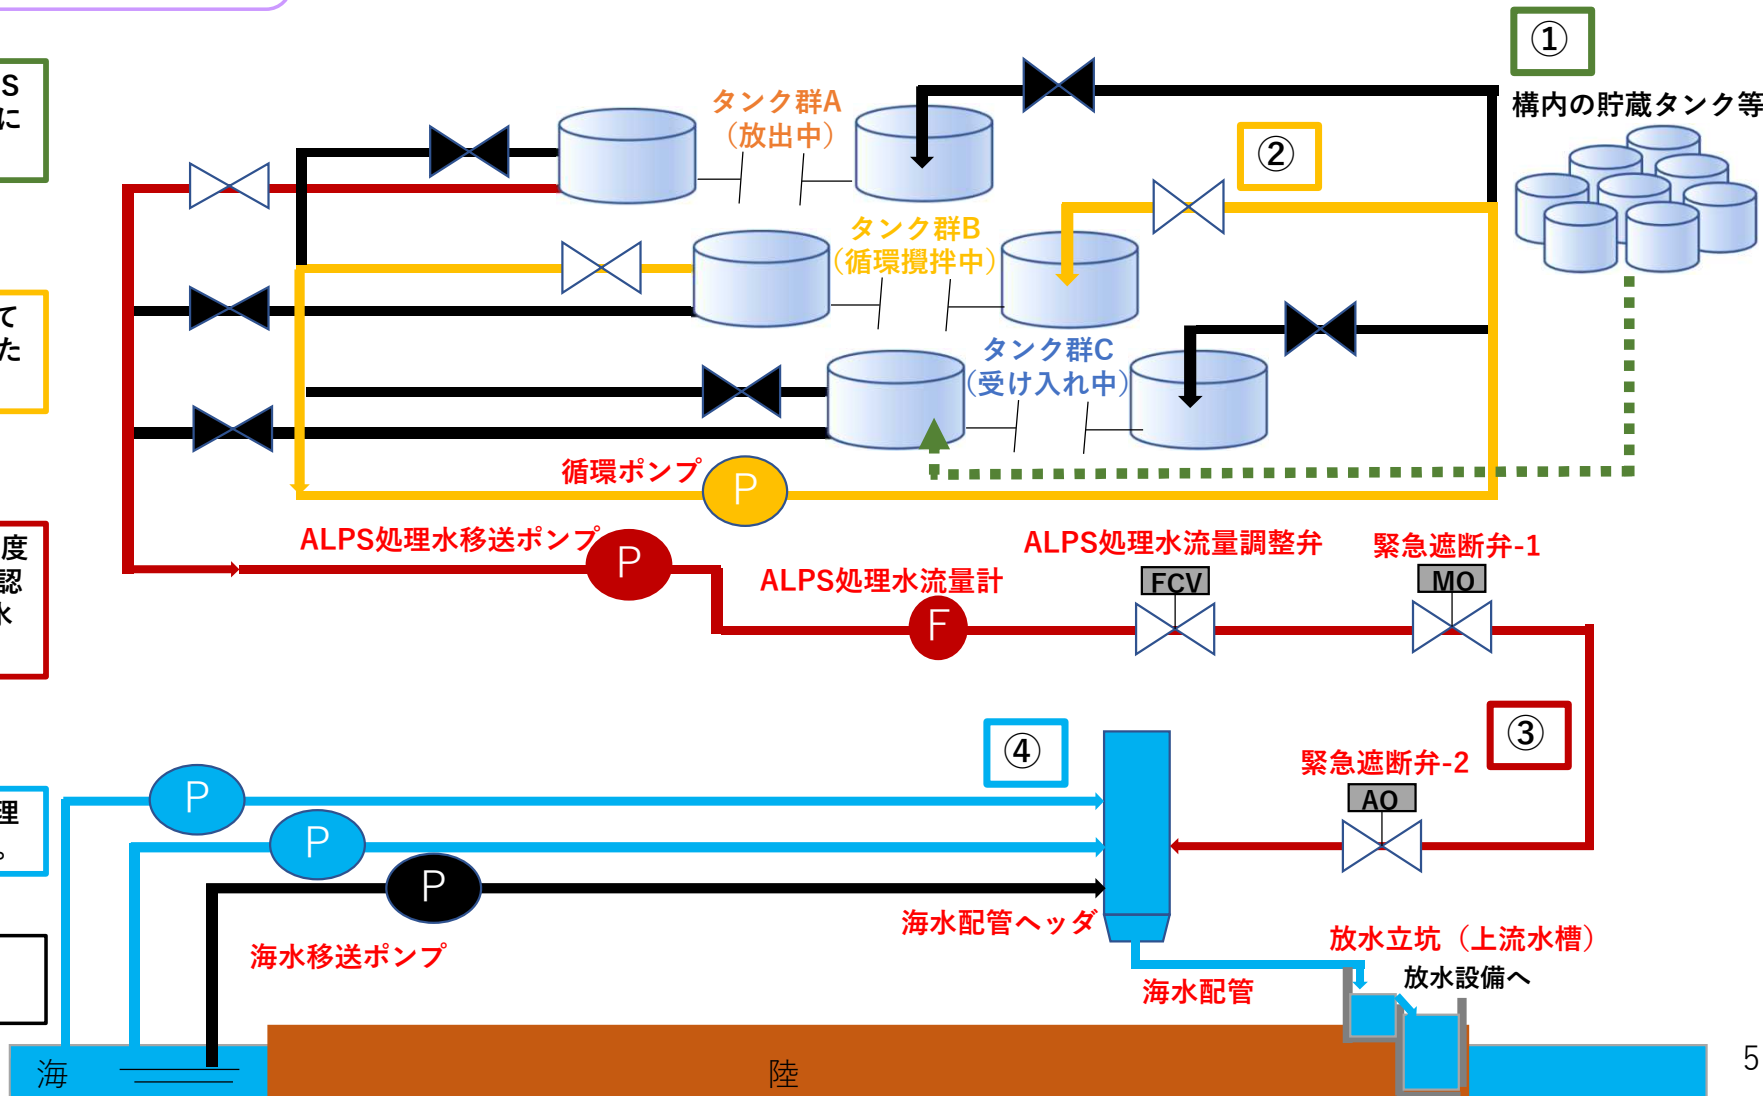 ①
S
に
構内の貯蔵タンク等
タンク群A
（放出中）
②
タンク群B
（循環攪拌中）
て
た
タンク群C
（受け入れ中）
循環ポンプ
P
度
認
水
ALPS処理水移送ポンプ
P
ALPS処理水流量計
F
ALPS処理水流量調整弁
FCV
緊急遮断弁-1
MO
③
④
緊急遮断弁-2
AO
理
。
P
P
P
海水移送ポンプ
海水配管ヘッダ
海水配管
放水立坑（上流水槽）
放水設備へ
海
陸
5